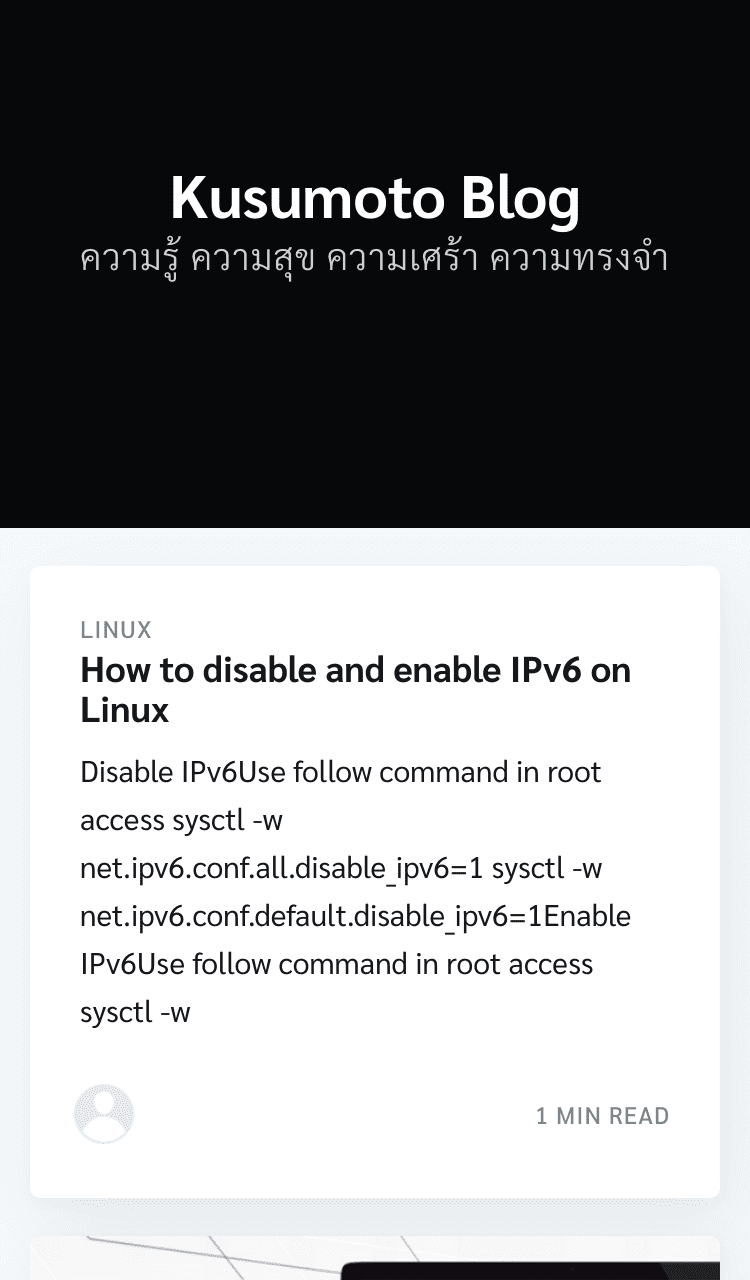 Kusumoto Blog
ความรู้ ความสุข ความเศร้า ความทรงจำ
LINUX
How to disable and enable IPv6 on
Linux
Disable IPv6Use follow command in root
access sysctl -w
net.ipv6.conf.all.disable_ipv6=1 sysctl -w
net.ipv6.conf.default.disable_ipv6=1Enable
IPv6Use follow command in root access
sysctl -w
1 MIN READ